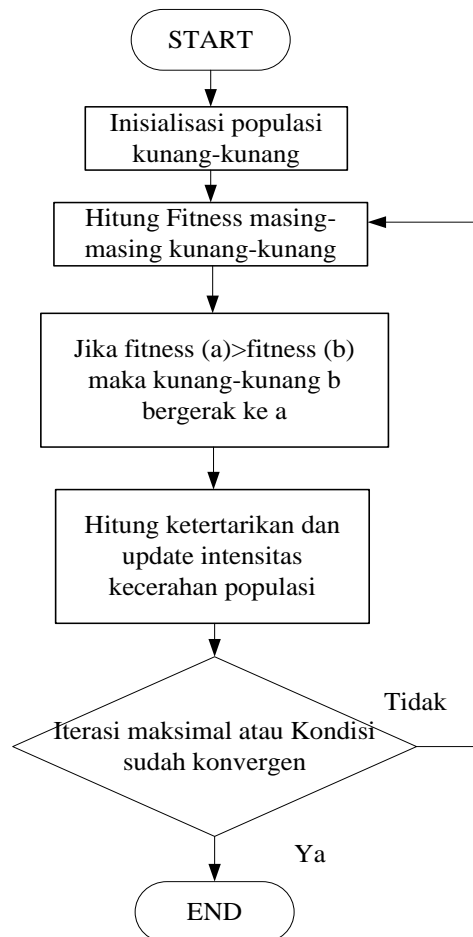 START
Inisialisasi populasi
kunang-kunang
Hitung Fitness masing-
masing kunang-kunang
Jika fitness (a)>fitness (b)
maka kunang-kunang b
bergerak ke a
Hitung ketertarikan dan
update intensitas
kecerahan populasi
Iterasi maksimal atau Kondisi
sudah konvergen
Tidak
Ya
END